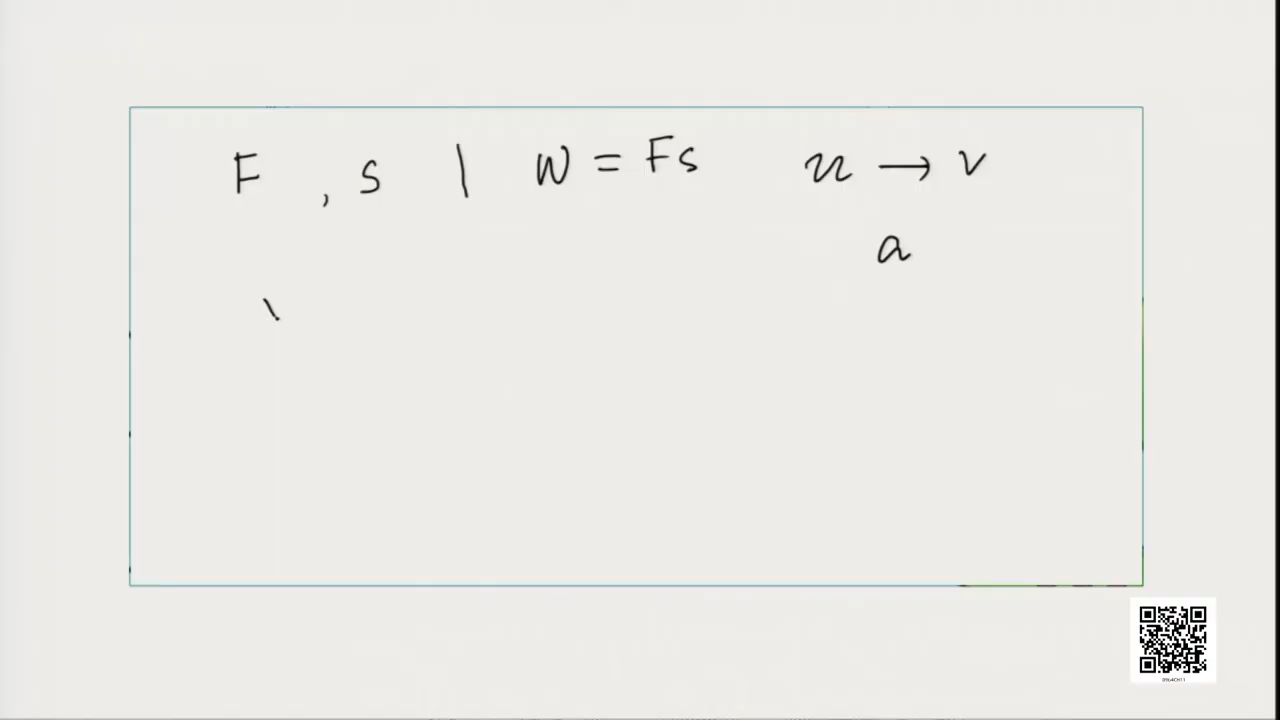 F , s | W = Fs u → v
a
\